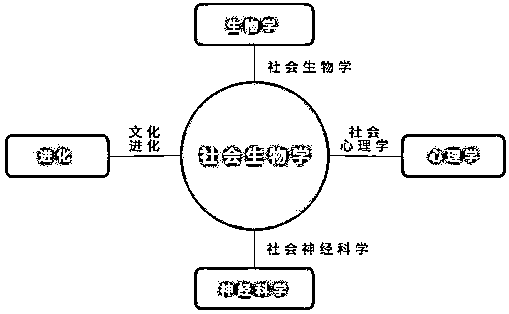 生物学
社会生物学
文化
进化
进化
社会生物学
社会
心理学
心理学
社会神经科学
神经科学